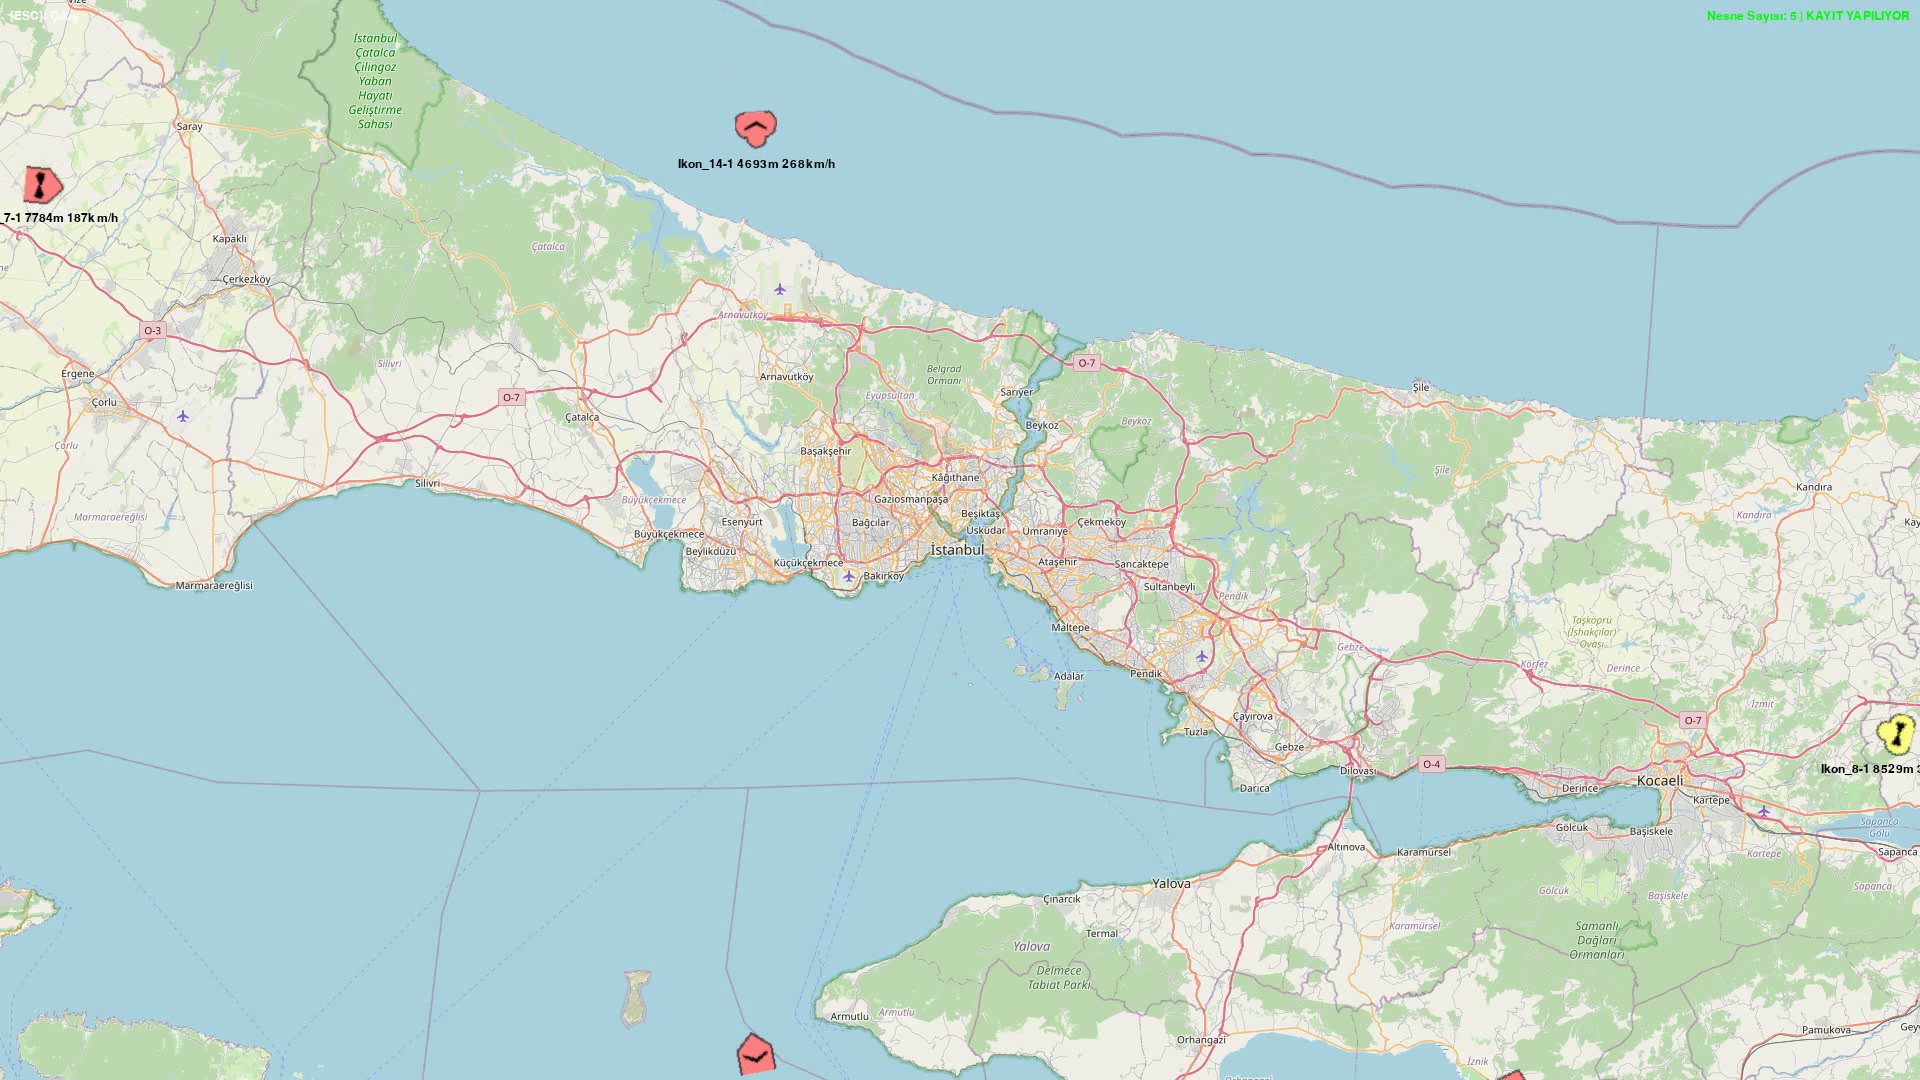 [ESC]: Çıkış
Nesne Sayısı: 5 | KAYIT YAPILIYOR
Vize
İstanbul
Çatalca
Çilingoz
Yaban
Hayatı
Geliştirme
Sahası
Saray
Ikon_14-1 4693m 268km/h
_7-1 7784m 187km/h
Kapaklı
Çatalca
Çerkezköy
Arnavutköy
O-3
Silivri
Ergene
Çorlu
Çorlu
O-7
Çatalca
Arnavutköy
Belgrad
Ormanı
Eyüpsultan
Sarıyer
O-7
Şile
Beykoz
Beykoz
Başakşehir
Kâğıthane
Gaziosmanpaşa
Beşiktaş
Şile
Silivri
Kandıra
Kandıra
Kay
Marmaraereğlisi
Büyükçekmece
Büyükçekmece
Esenyurt
Bağcılar
Üsküdar
Ümraniye
Çekmeköy
Beylikdüzü
İstanbul
Küçükçekmece
Bakırköy
Ataşehir
Sancaktepe
Sultanbeyli
Marmaraereğlisi
Pendik
Maltepe
Taşköprü
(İshakçılar)
Ovası
Gebze
Körfez
Derince
Adalar
Pendik
İzmit
Çayırova
O-7
Tuzla
Gebze
Dilovası
O-4
Ikon_8-1 8529m 3
Darıca
Derince
Kocaeli
Kartepe
Gölcük
Başiskele
Sapanca
Gölü
Altınova
Karamürsel
Kartepe
Sapanca
Yalova
Gölcük
Başiskele
Sapanca
Çınarcık
Termal
Karamürsel
Samanlı
Dağları
Ormanları
Yalova
Delmece
Tabiat Parkı
Armutlu
Armutlu
Orhangazi
Pamukova
Geyv
İznik
Orhangazi